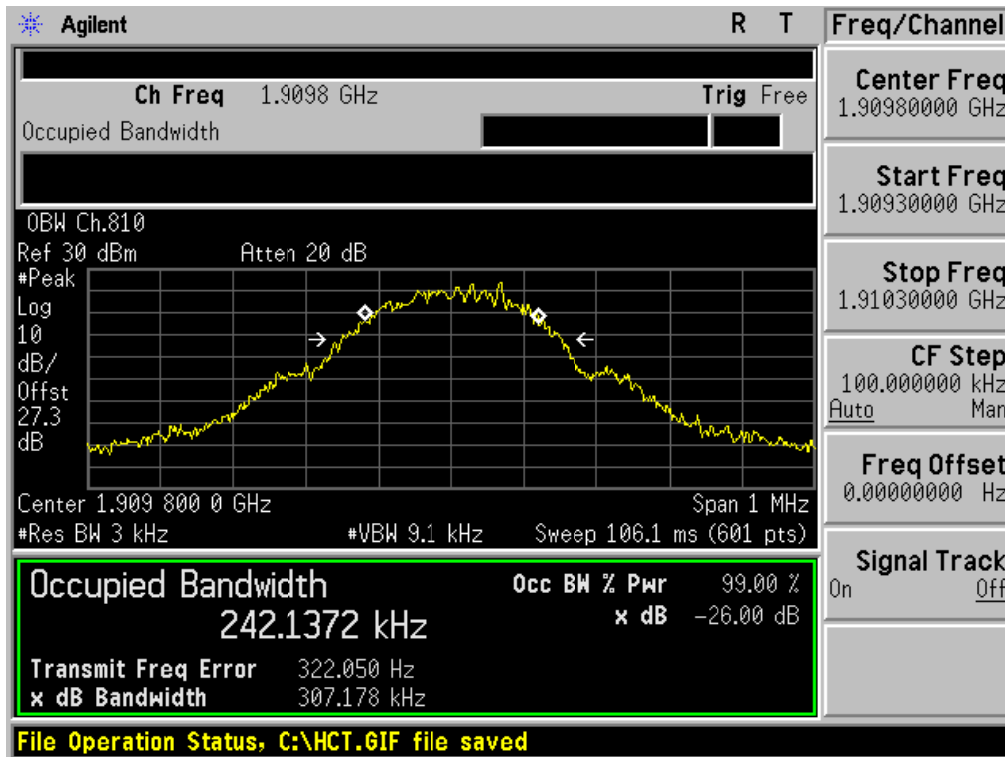 Agilent R T
Freq/Channel
Ch Freq 1.9098 GHz Trig Free
Occupied Bandwidth
Center Freq
1.90980000 GHz
Start Freq
1.90930000 GHz
Stop Freq
1.91030000 GHz
CF Step
100.000000 kHz
Auto Man
Freq Offset
0.00000000 Hz
Signal Track
On Off
OBW Ch.810
Ref 30 dBm Atten 20 dB
#Peak
Log
10
dB/
Offst
27.3
dB
Center 1.909 800 0 GHz Span 1 MHz
#Res BW 3 kHz #VBW 9.1 kHz Sweep 106.1 ms (601 pts)
Occupied Bandwidth Occ BW % Pwr 99.00 %
242.1372 kHz x dB -26.00 dB
Transmit Freq Error 322.050 Hz
x dB Bandwidth 307.178 kHz
File Operation Status, C:\HCT.GIF file saved